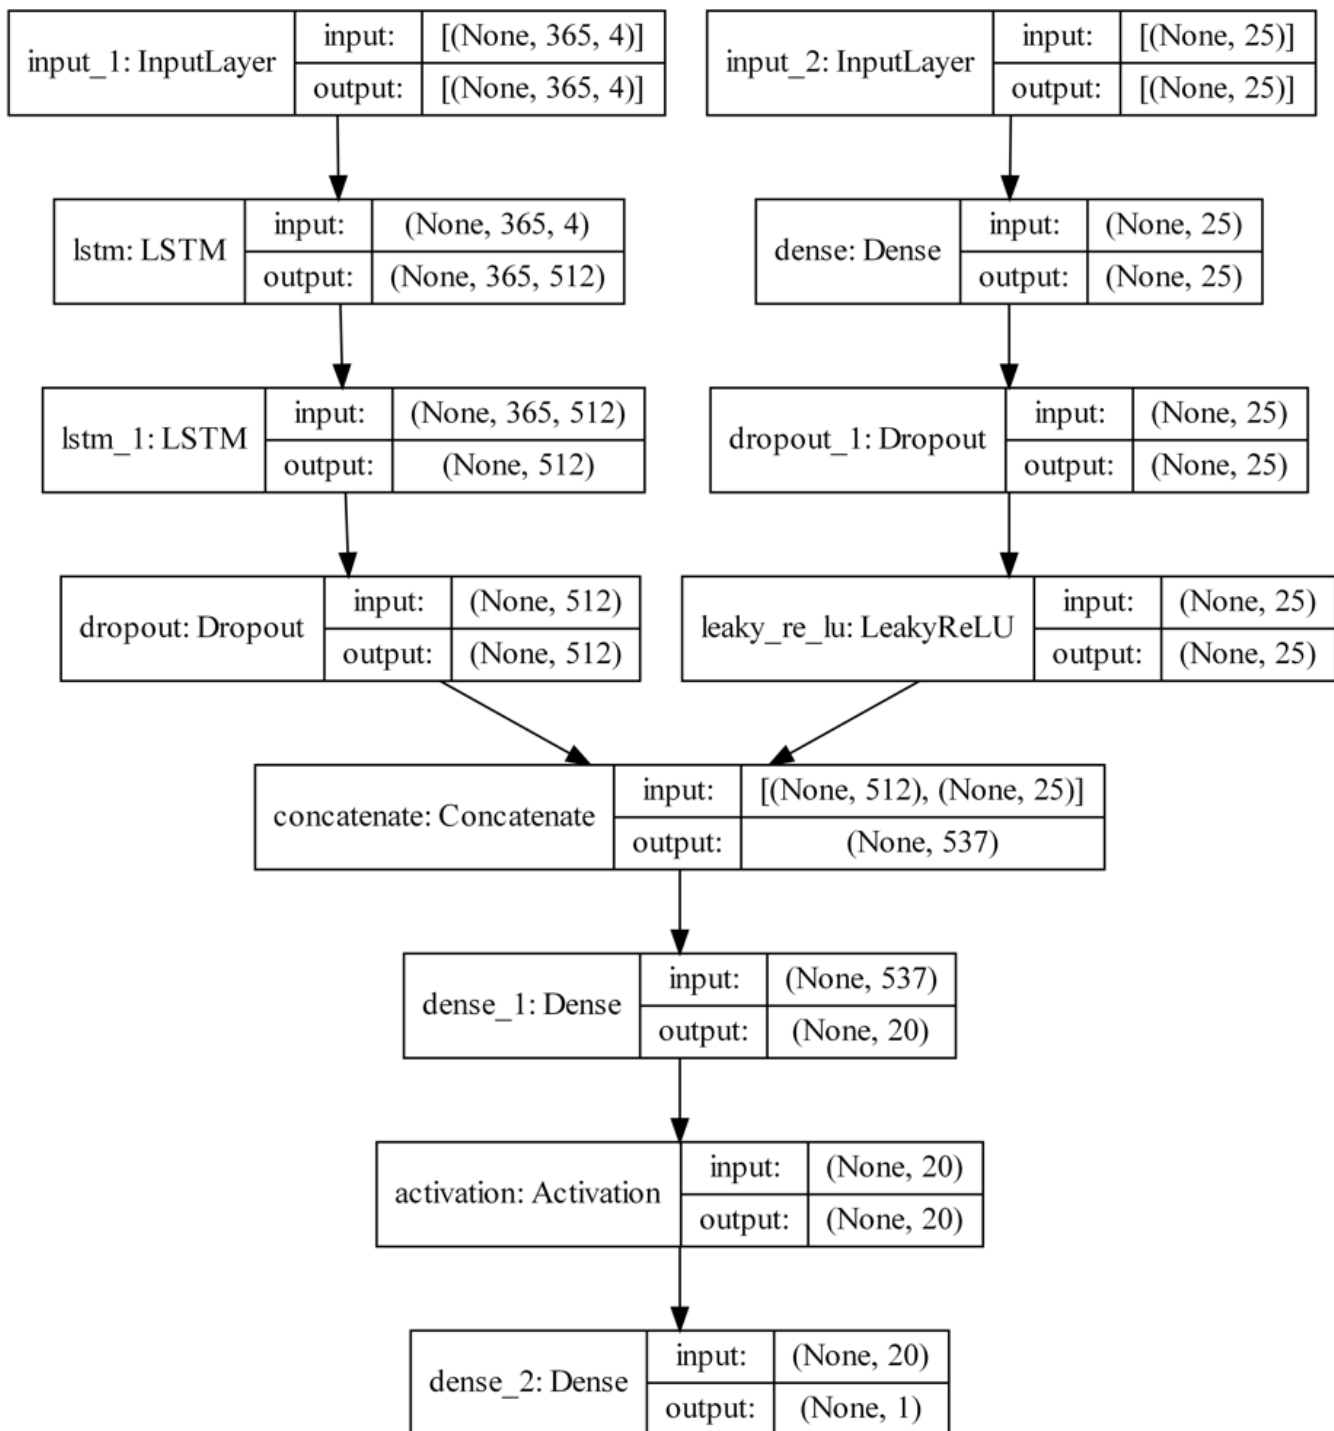 input_1: InputLayer
input: [(None, 365, 4)]
output: [(None, 365, 4)]
input_2: InputLayer
input: [(None, 25)]
output: [(None, 25)]
lstm: LSTM
input: (None, 365, 4)
output: (None, 365, 512)
dense: Dense
input: (None, 25)
output: (None, 25)
lstm_1: LSTM
input: (None, 365, 512)
output: (None, 512)
dropout_1: Dropout
input: (None, 25)
output: (None, 25)
dropout: Dropout
input: (None, 512)
output: (None, 512)
leaky_re_lu: LeakyReLU
input: (None, 25)
output: (None, 25)
concatenate: Concatenate
input: [(None, 512), (None, 25)]
output: (None, 537)
dense_1: Dense
input: (None, 537)
output: (None, 20)
activation: Activation
input: (None, 20)
output: (None, 20)
dense_2: Dense
input: (None, 20)
output: (None, 1)